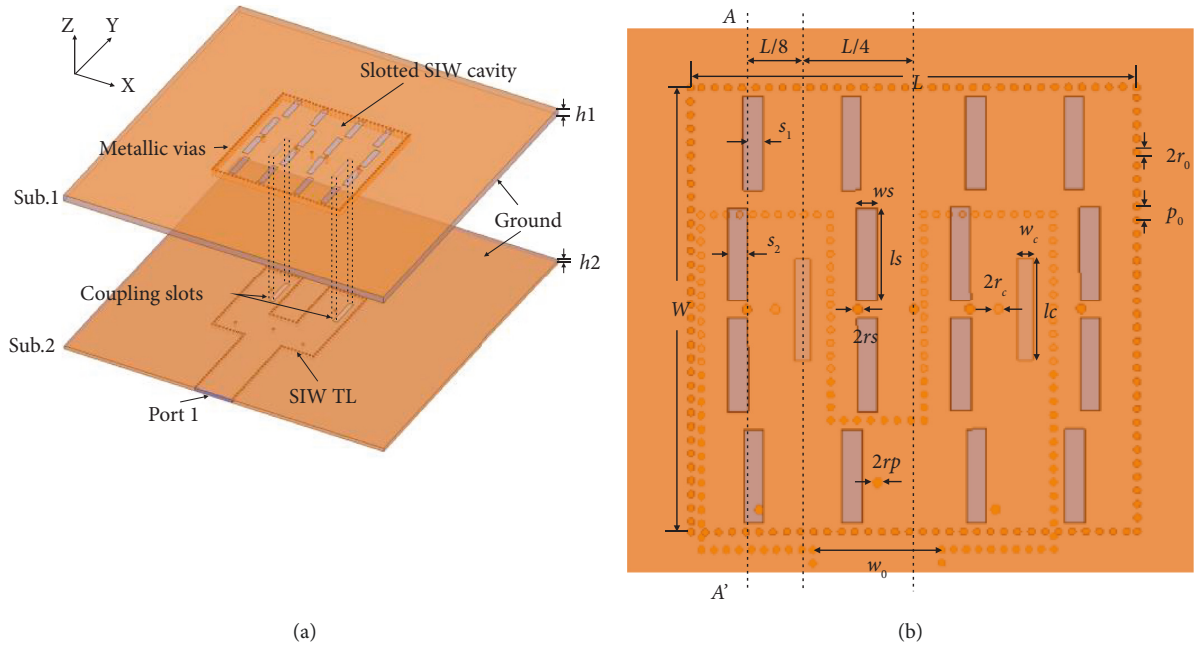 Z
Y
X
Slotted SIW cavity
Metallic vias
h1
Sub.1
Ground
h2
Coupling slots
Sub.2
SIW TL
Port 1
(a)
A
L/8
L/4
L
s1
2r0
ws
p0
wc
s2
ls
2rc
W
lc
2rs
2rp
w0
A'
(b)